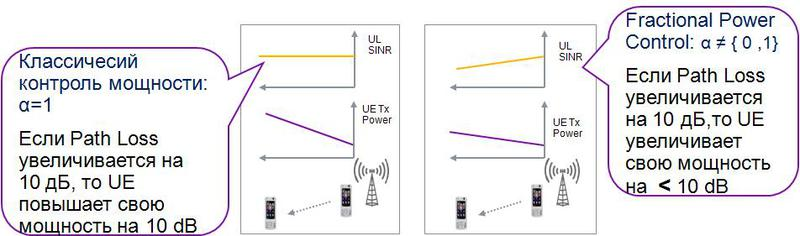 Классичесий
контроль мощности:
α=1
Если Path Loss
увеличивается на
10 дБ, то UE
повышает свою
мощность на 10 dB
UL
SINR
UE Tx
Power
UL
SINR
UE Tx
Power
Fractional Power
Control: α ≠ { 0 ,1}
Если Path Loss
увеличивается
на 10 дБ,то UE
увеличивает
свою мощность
на < 10 dB